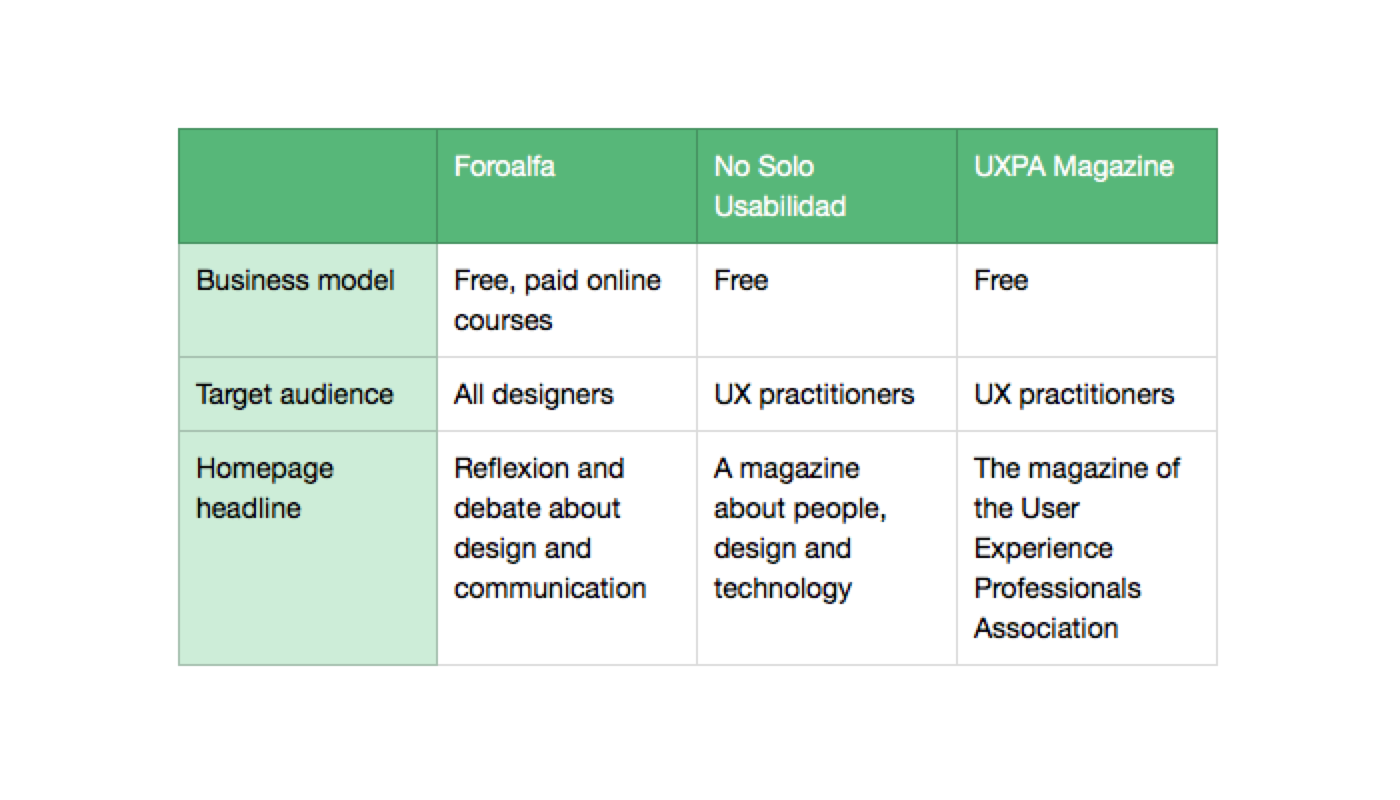 Foroalfa
No Solo
Usabilidad
UXPA Magazine
Business model
Free, paid online
courses
Free
Free
Target audience
All designers
UX practitioners
UX practitioners
Homepage
headline
Reflexion and
debate about
design and
communication
A magazine
about people,
design and
technology
The magazine of
the User
Experience
Professionals
Association